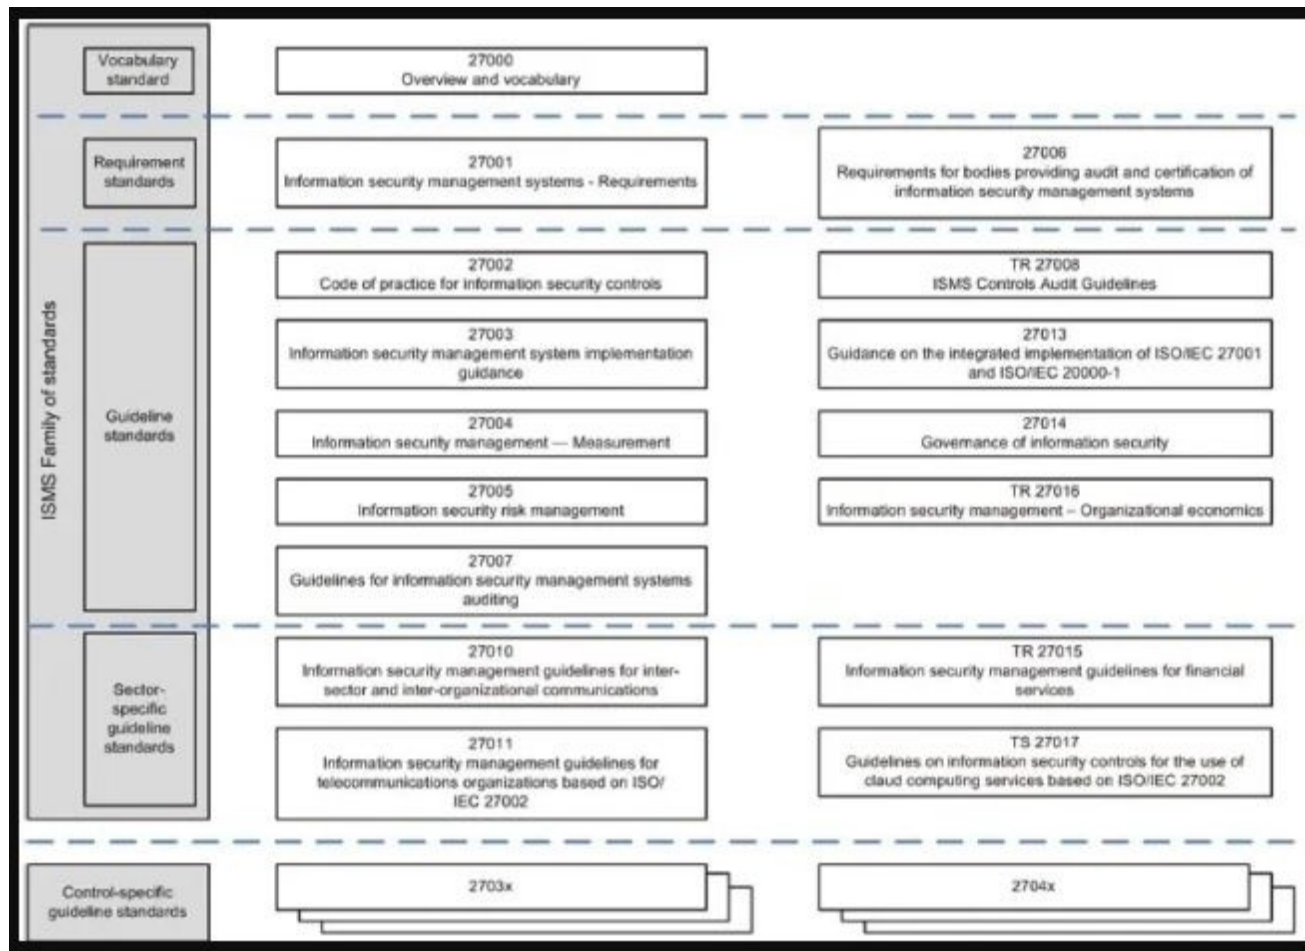 Vocabulary
standard
27000
Overview and vocabulary
Requirement
standards
27001
Information security management systems - Requirements
27006
Requirements for bodies providing audit and certification of
information security management systems
ISMS Family of standards
Guideline
standards
27002
Code of practice for information security controls
TR 27008
ISMS Controls Audit Guidelines
27003
Information security management system implementation
guidance
27013
Guidance on the integrated implementation of ISO/IEC 27001
and ISO/IEC 20000-1
27004
Information security management — Measurement
27014
Governance of information security
27005
Information security risk management
TR 27016
Information security management – Organizational economics
27007
Guidelines for information security management systems
auditing
Sector-
specific
guideline
standards
27010
Information security management guidelines for inter-
sector and inter-organizational communications
TR 27015
Information security management guidelines for financial
services
27011
Information security management guidelines for
telecommunications organizations based on ISO/
IEC 27002
TS 27017
Guidelines on information security controls for the use of
claud computing services based on ISO/IEC 27002
Control-specific
guideline standards
2703x
2704x